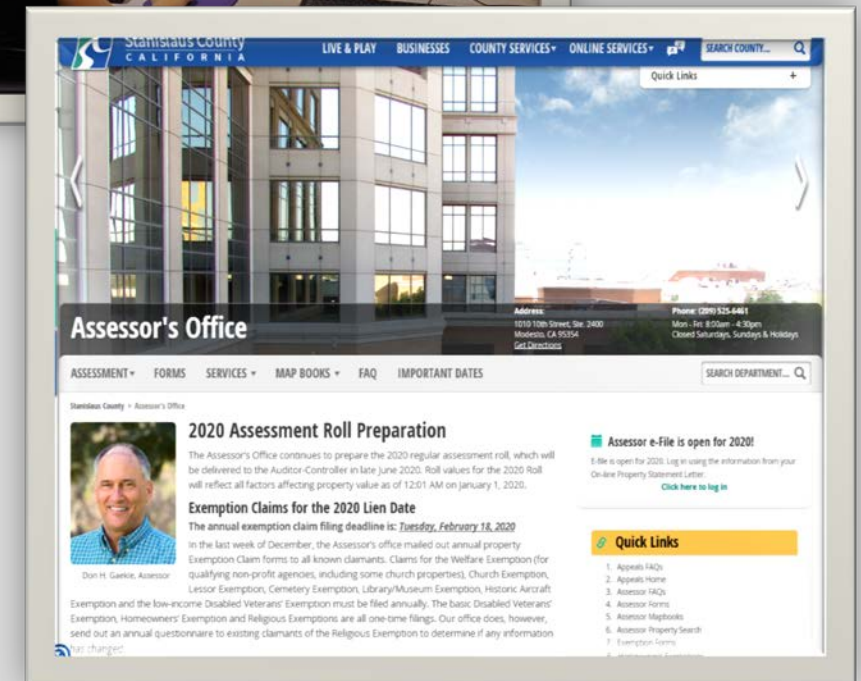 Stanislaus County
CALIFORNIA
LIVE & PLAY BUSINESSES COUNTY SERVICES ONLINE SERVICES SEARCH COUNTY...
Quick Links +
Assessor's Office
Address:
1010 10th Street, Ste. 2400
Modesto, CA 95354
Get Directions
Phone: (209) 525-6461
Mon - Fri: 8:00am - 4:30pm
Closed Saturdays, Sundays & Holidays
ASSESSMENT FORMS SERVICES MAP BOOKS FAQ IMPORTANT DATES SEARCH DEPARTMENT...
Stanislaus County > Assessor's Office
2020 Assessment Roll Preparation
The Assessor's Office continues to prepare the 2020 regular assessment roll, which will
be delivered to the Auditor-Controller in late June 2020. Roll values for the 2020 Roll
will reflect all factors affecting property value as of 12:01 AM on January 1, 2020.
Exemption Claims for the 2020 Lien Date
The annual exemption claim filing deadline is: Tuesday, February 18, 2020
In the last week of December, the Assessor's office mailed out annual property
Exemption Claim forms to all known claimants. Claims for the Welfare Exemption (for
qualifying non-profit agencies, including some church properties), Church Exemption,
Lessor Exemption, Cemetery Exemption, Library/Museum Exemption, Historic Aircraft
Exemption and the low-income Disabled Veterans' Exemption must be filed annually. The basic Disabled Veterans'
Exemption, Homeowners' Exemption and Religious Exemptions are all one-time filings. Our office does, however,
send out an annual questionnaire to existing claimants of the Religious Exemption to determine if any information
has changed.
Don H. Gaekle, Assessor
Assessor e-File is open for 2020!
E-file is open for 2020. Log in using the information from your
On-line Property Statement Letter.
Click here to log in
Quick Links
1. Appeals FAQs
2. Appeals Home
3. Assessor FAQs
4. Assessor Forms
5. Assessor Mapbooks
6. Assessor Property Search
7. Exemption Forms